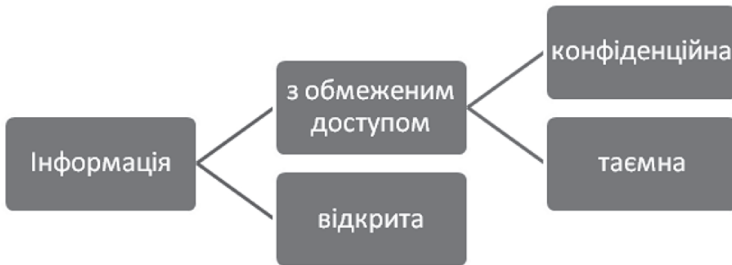 Інформація
з обмеженим
доступом
відкрита
конфіденційна
таємна